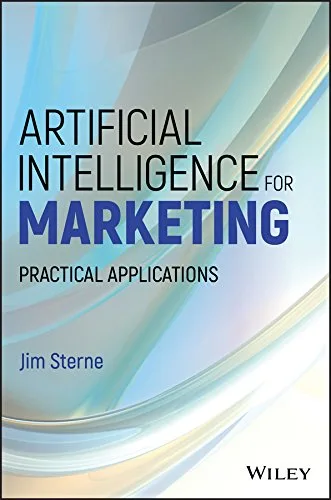 ARTIFICIAL
INTELLIGENCE FOR
MARKETING
PRACTICAL APPLICATIONS
Jim Sterne
WILEY